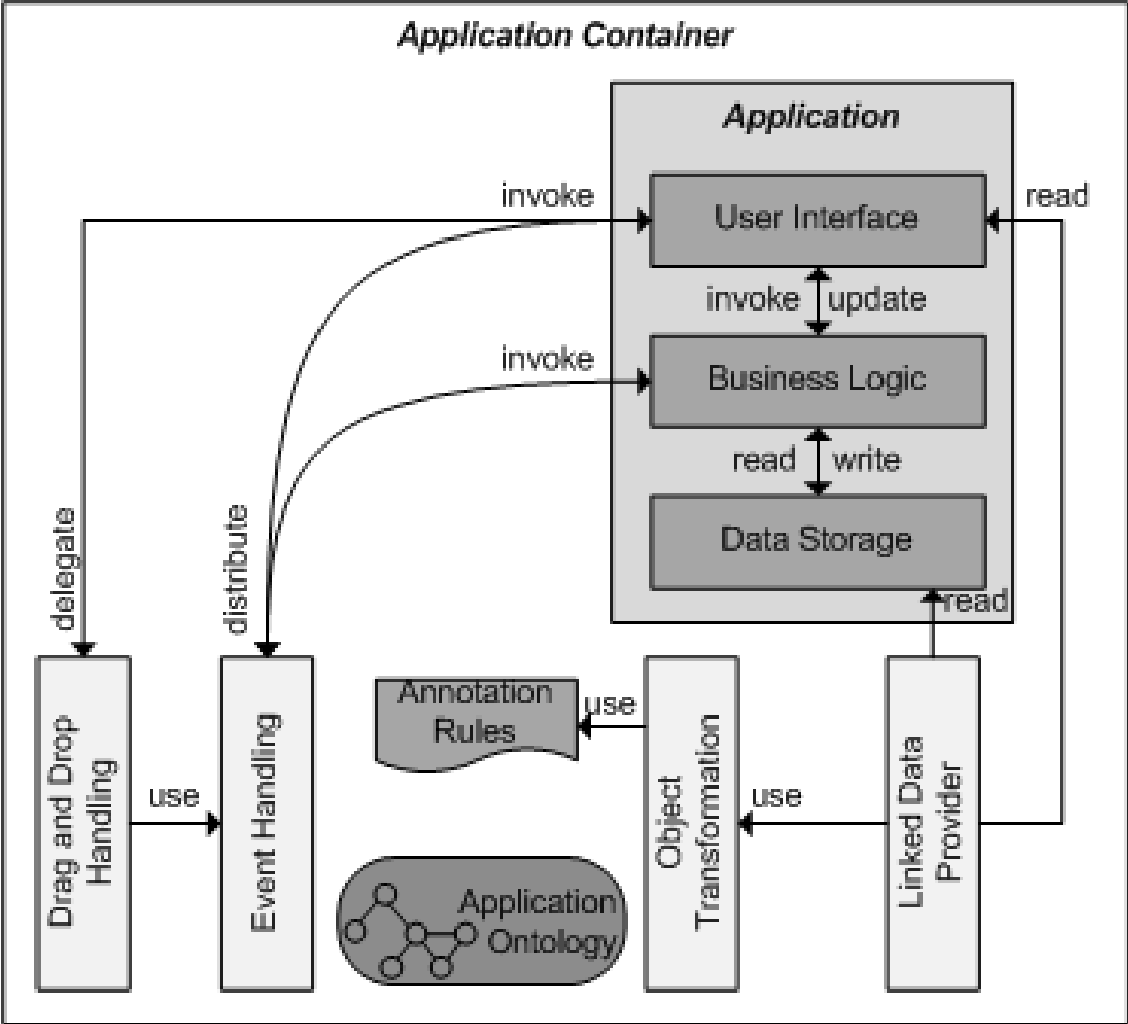 Application Container
Application
invoke
User Interface
read
invoke
update
invoke
Business Logic
read
write
Data Storage
read
delegate
distribute
Drag and Drop
Handling
use
Event Handling
Annotation
Rules
use
Object
Transformation
use
Linked Data
Provider
Application
Ontology